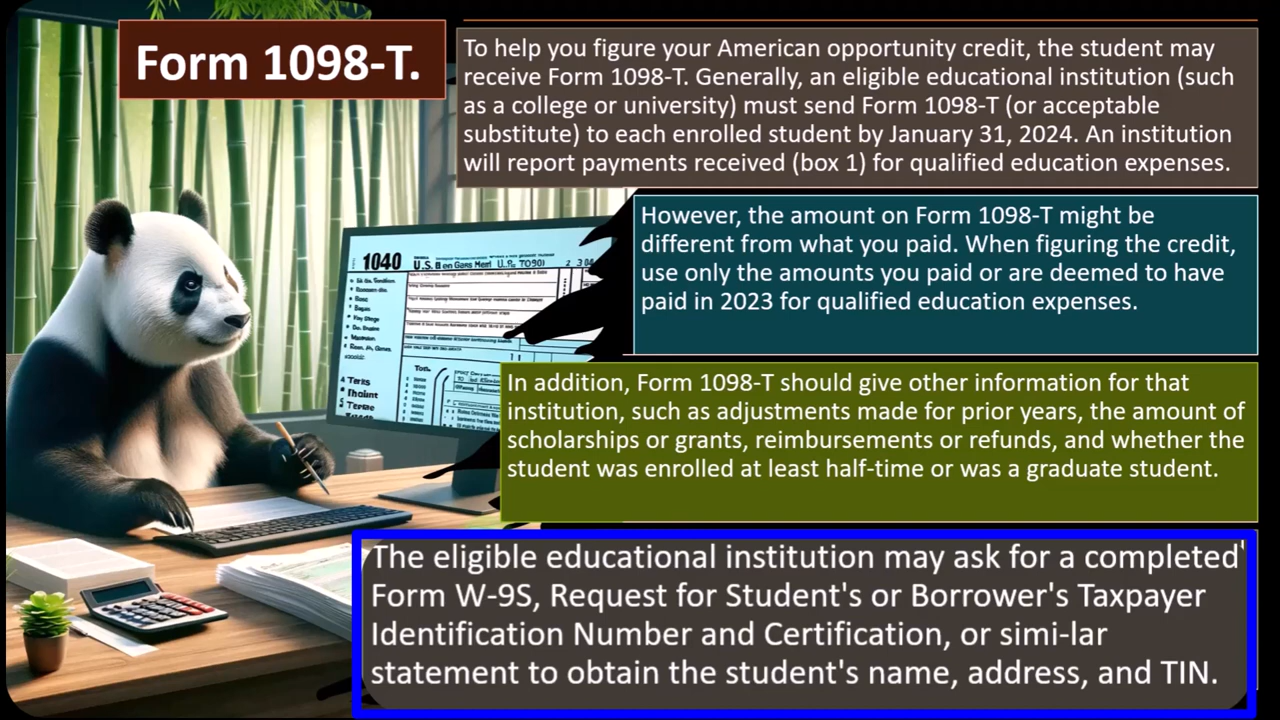 Form 1098-T.
To help you figure your American opportunity credit, the student may
receive Form 1098-T. Generally, an eligible educational institution (such
as a college or university) must send Form 1098-T (or acceptable
substitute) to each enrolled student by January 31, 2024. An institution
will report payments received (box 1) for qualified education expenses.
However, the amount on Form 1098-T might be
different from what you paid. When figuring the credit,
use only the amounts you paid or are deemed to have
paid in 2023 for qualified education expenses.
1040
In addition, Form 1098-T should give other information for that
institution, such as adjustments made for prior years, the amount of
scholarships or grants, reimbursements or refunds, and whether the
student was enrolled at least half-time or was a graduate student.
The eligible educational institution may ask for a completed
Form W-9S, Request for Student's or Borrower's Taxpayer
Identification Number and Certification, or simi-lar
statement to obtain the student's name, address, and TIN.